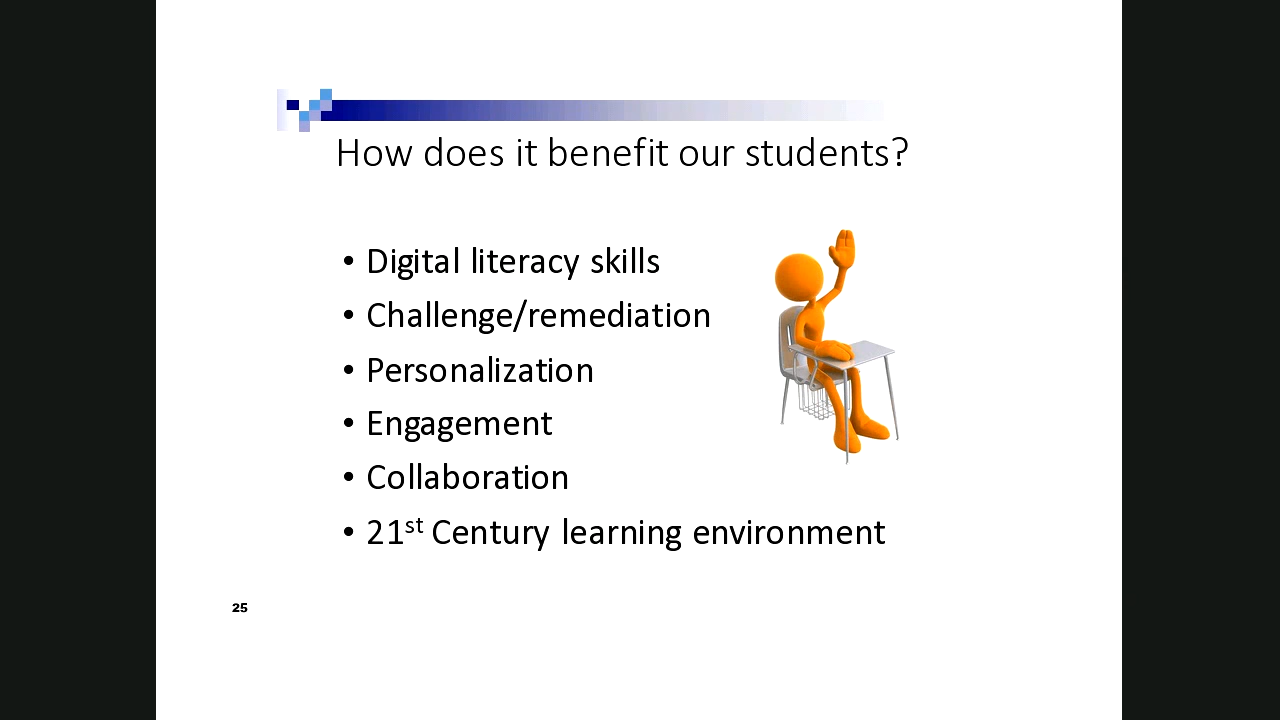 How does it benefit our students?
• Digital literacy skills
• Challenge/remediation
• Personalization
• Engagement
• Collaboration
• 21st Century learning environment
25